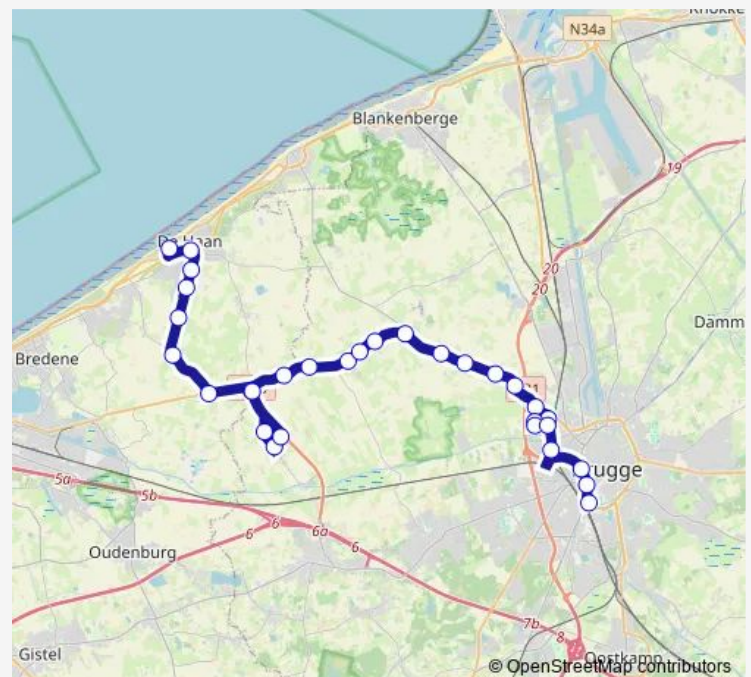 Knokke
N34a
Blankenberge
19
De Haan
20
20
Damm
Bredene
Brugge
5a
5b
6
6a
6
6
Oudenburg
7b
8
Gistel
Oostkamp
© OpenStreetMap contributors